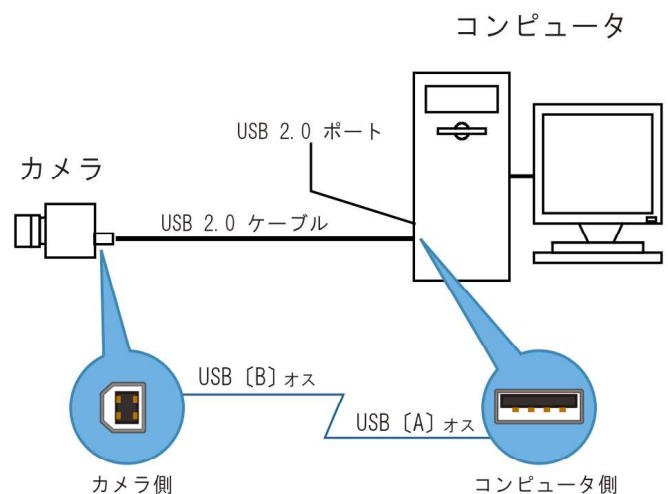 コンピュータ
USB 2.0 ポート
カメラ
USB 2.0 ケーブル
USB〔B〕オス
USB〔A〕オス
カメラ側
コンピュータ側